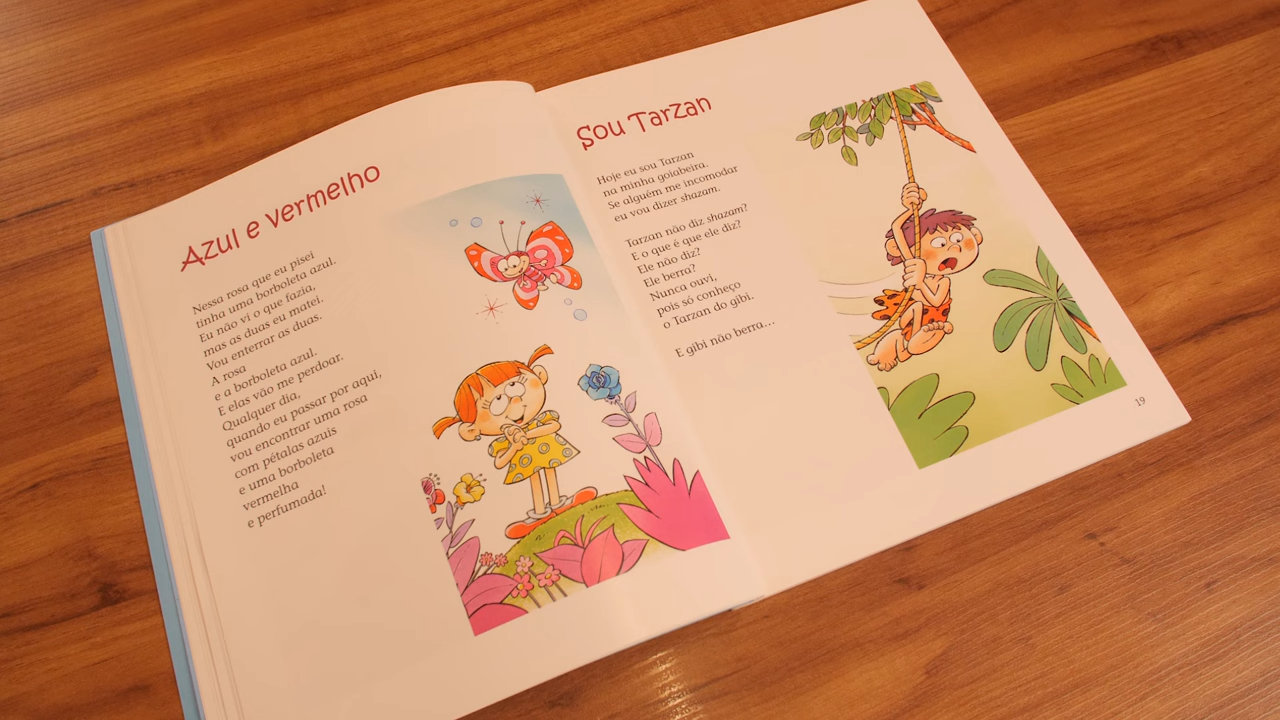 Azul e vermelho
Nessa rosa que eu pisei
tinha uma borboleta azul.
Eu não vi o que fazia,
mas as duas eu matei.
Vou enterrar as duas.
A rosa
e a borboleta azul.
E elas vão me perdoar.
Qualquer dia,
quando eu passar por aqui,
vou encontrar uma rosa
com pétalas azuis
e uma borboleta
vermelha
e perfumada!
Sou Tarzan
Hoje eu sou Tarzan
na minha goiabeira.
Se alguém me incomodar
eu vou dizer shazam.
Tarzan não diz shazam?
E o que é que ele diz?
Ele não diz?
Ele berra?
Nunca ouvi,
pois só conheço
o Tarzan do gibi.
E gibi não berra...
19